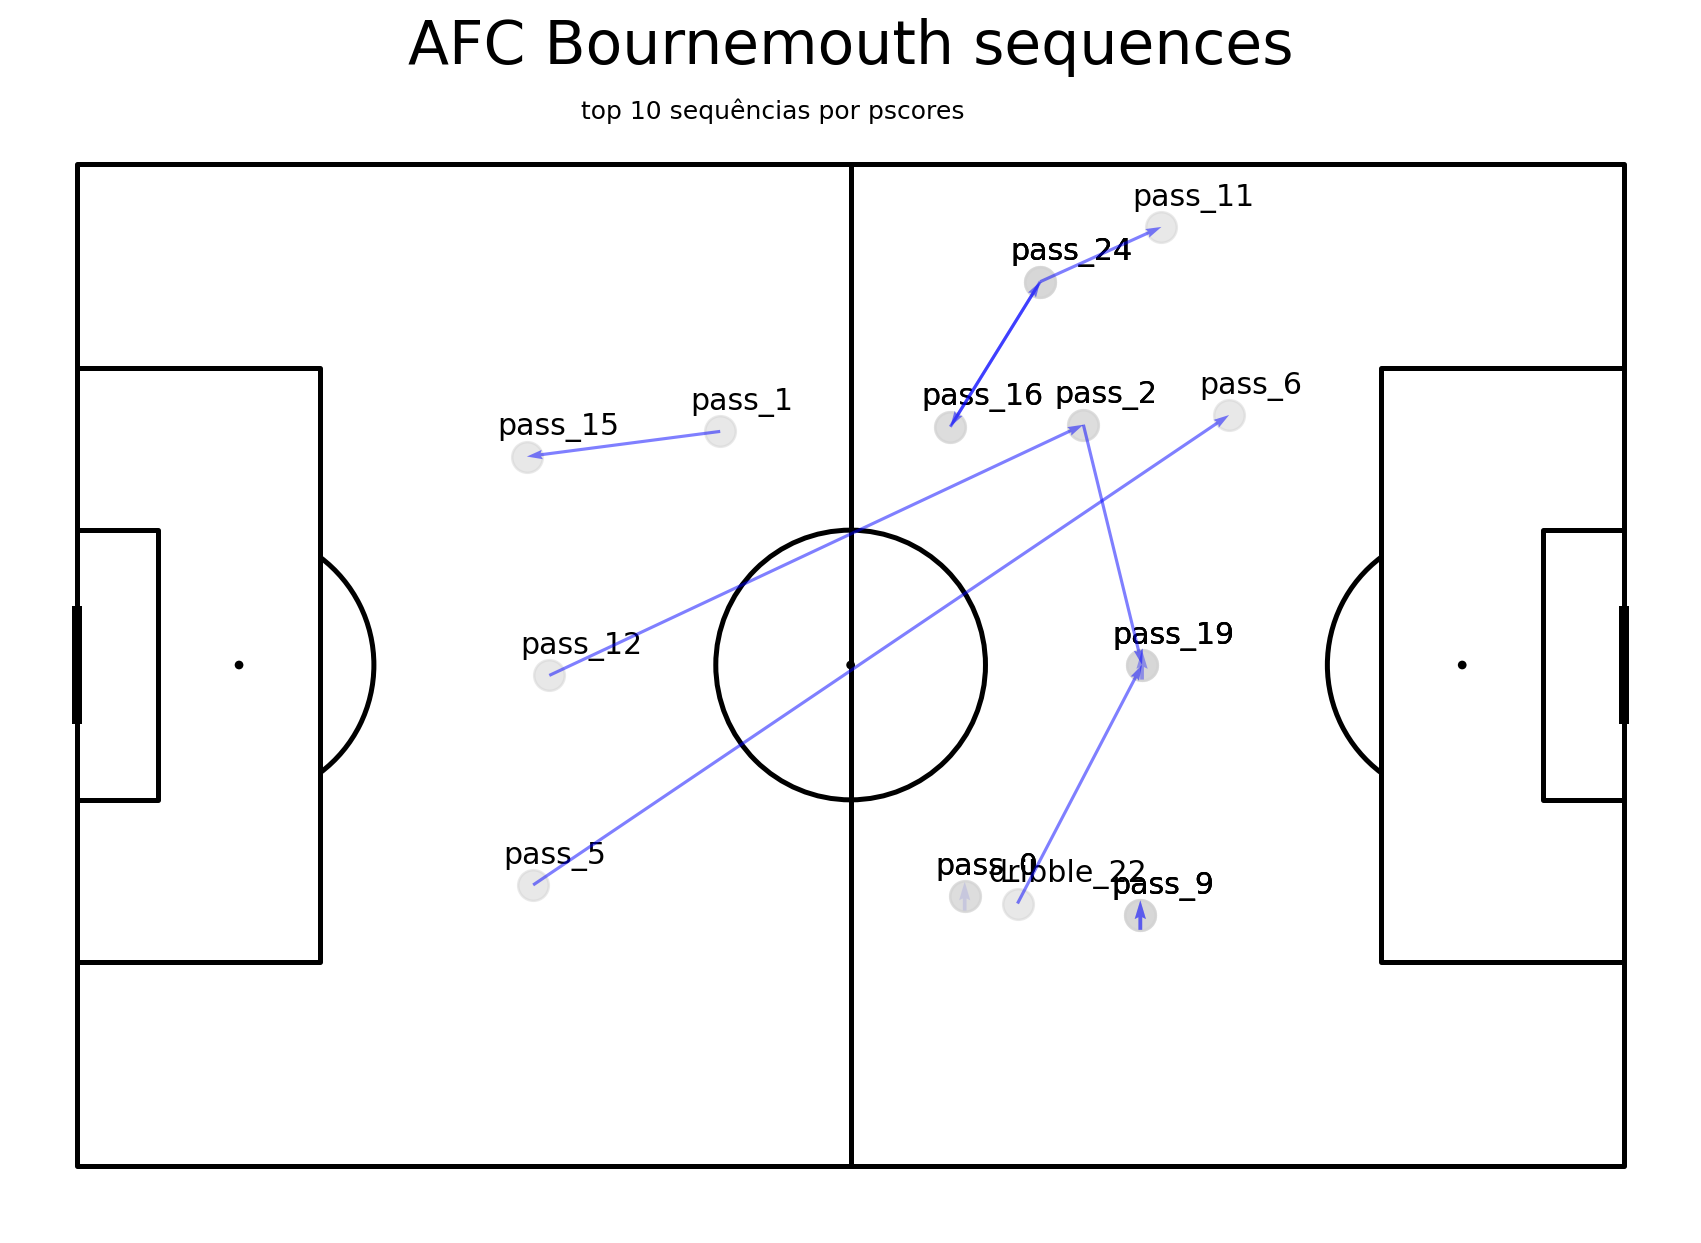 AFC Bournemouth sequences
top 10 sequências por pscores
pass_11
pass_24
pass_6
pass_16
pass_2
pass_1
pass_15
pass_19
pass_12
pass_5
pass_0
dribble_22
pass_9